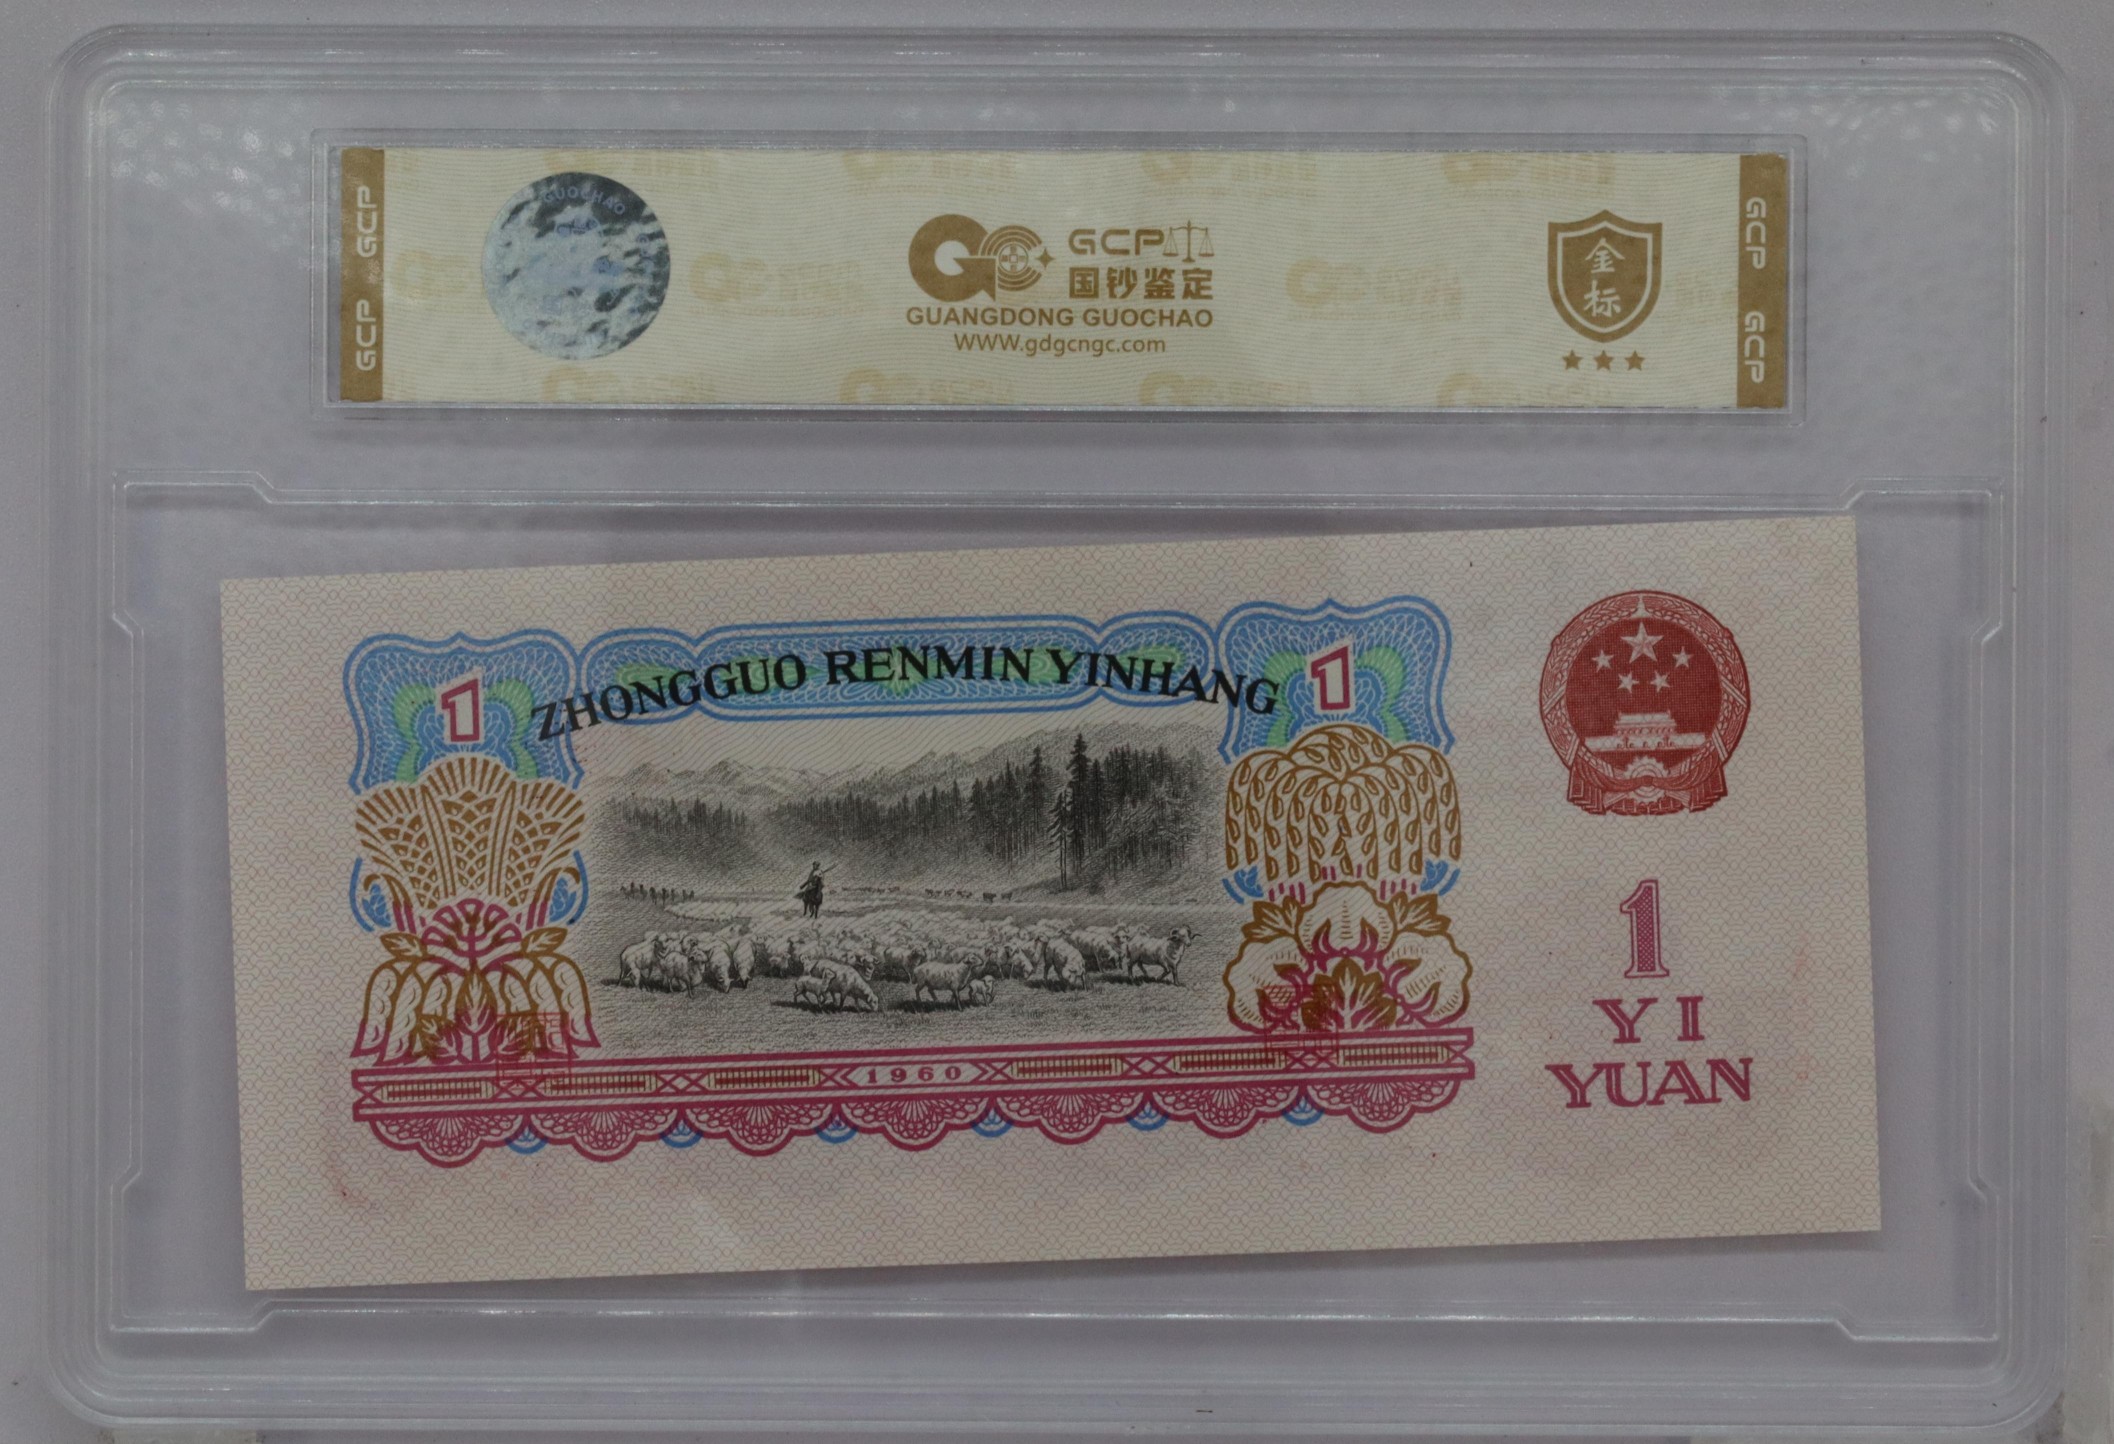 GCP
GCP
GUOCHAO
GCP
国钞鉴定
GUANGDONG GUOCHAO
WWW.gdgcngc.com
金
标
GCP
GCP
1
ZHONGGUO RENMIN YINHANG
1
1960
1
YI
YUAN